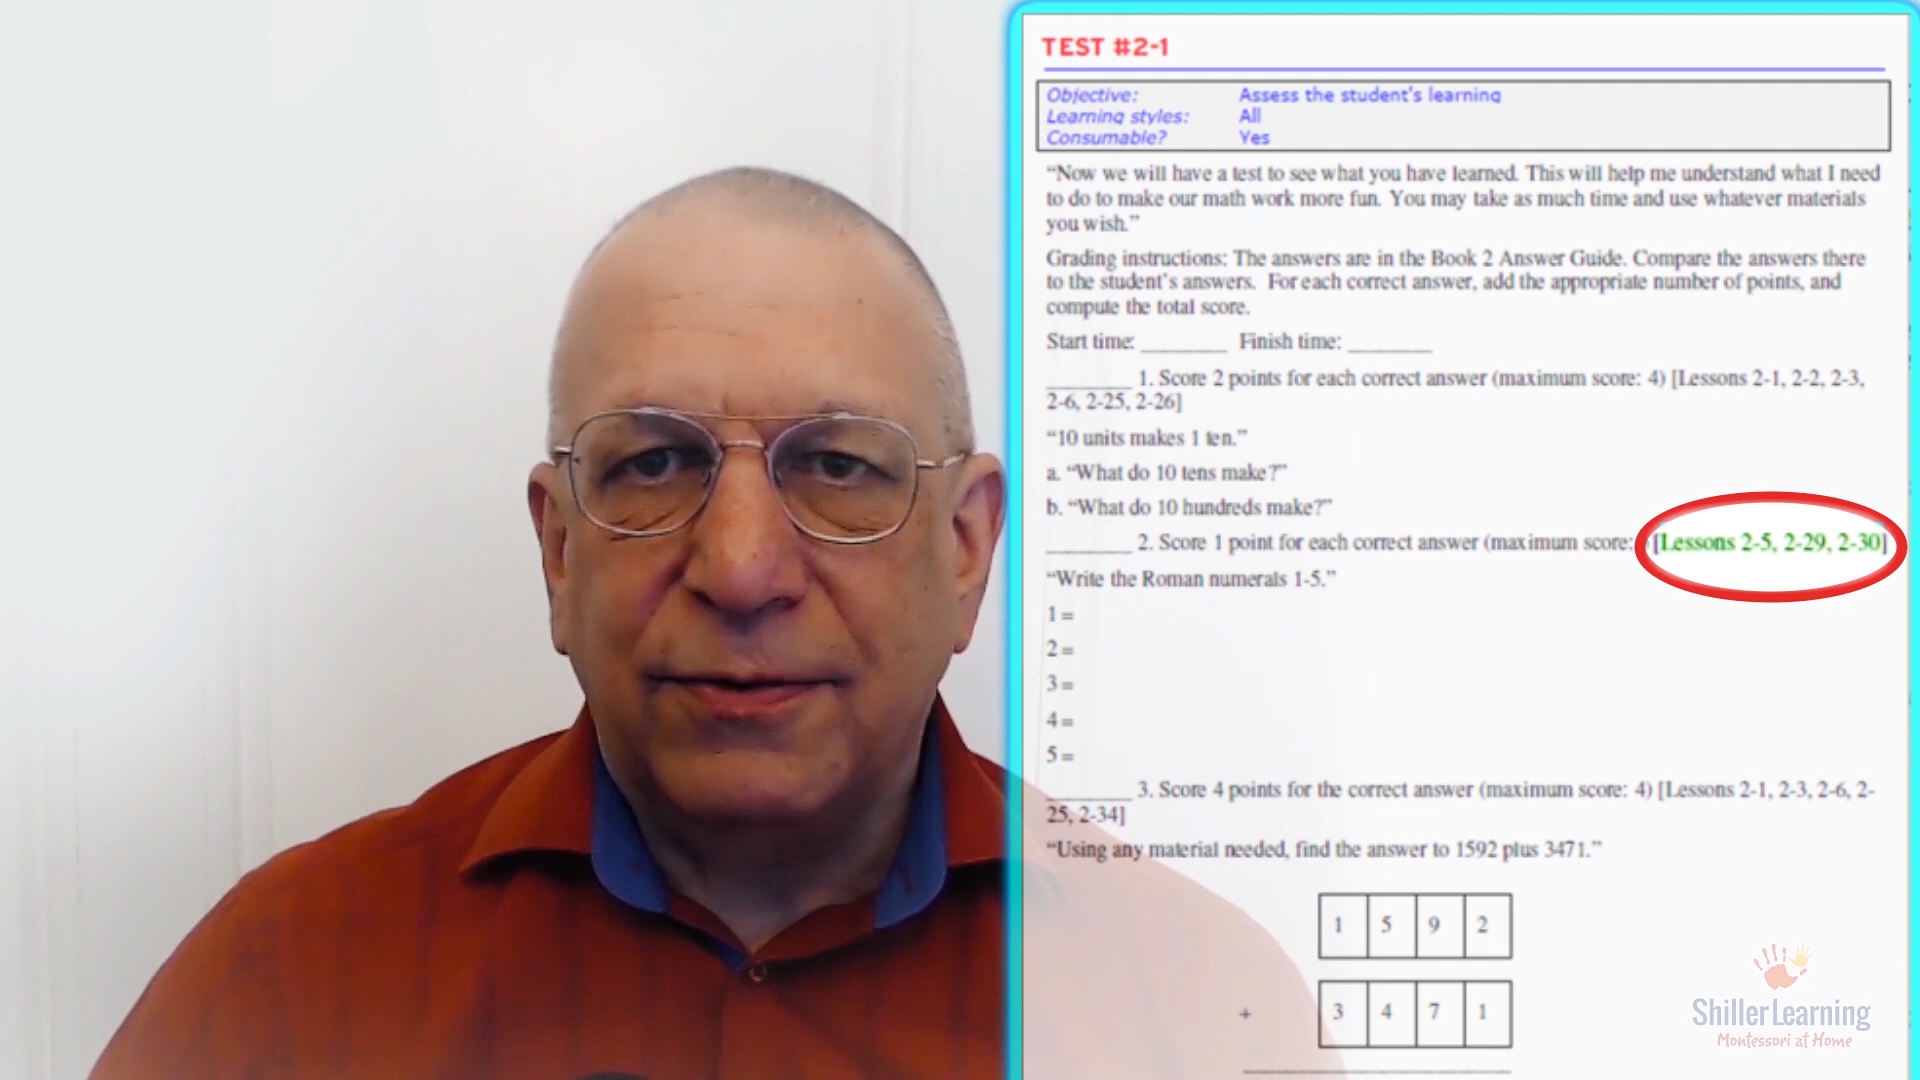 TEST #2-1
Objective: Assess the student's learning
Learning styles: All
Consumable? Yes
“Now we will have a test to see what you have learned. This will help me understand what I need
to do to make our math work more fun. You may take as much time and use whatever materials
you wish.”
Grading instructions: The answers are in the Book 2 Answer Guide. Compare the answers there
to the student's answers. For each correct answer, add the appropriate number of points, and
compute the total score.
Start time: ________ Finish time: ________
________ 1. Score 2 points for each correct answer (maximum score: 4) [Lessons 2-1, 2-2, 2-3,
2-6, 2-25, 2-26]
“10 units makes 1 ten.”
a. “What do 10 tens make?”
b. “What do 10 hundreds make?”
________ 2. Score 1 point for each correct answer (maximum score: [Lessons 2-5, 2-29, 2-30]
“Write the Roman numerals 1-5.”
1 =
2 =
3 =
4 =
5 =
________ 3. Score 4 points for the correct answer (maximum score: 4) [Lessons 2-1, 2-3, 2-6, 2-
25, 2-34]
“Using any material needed, find the answer to 1592 plus 3471.”
1 5 9 2
+ 3 4 7 1
ShillerLearning
Montessori at Home